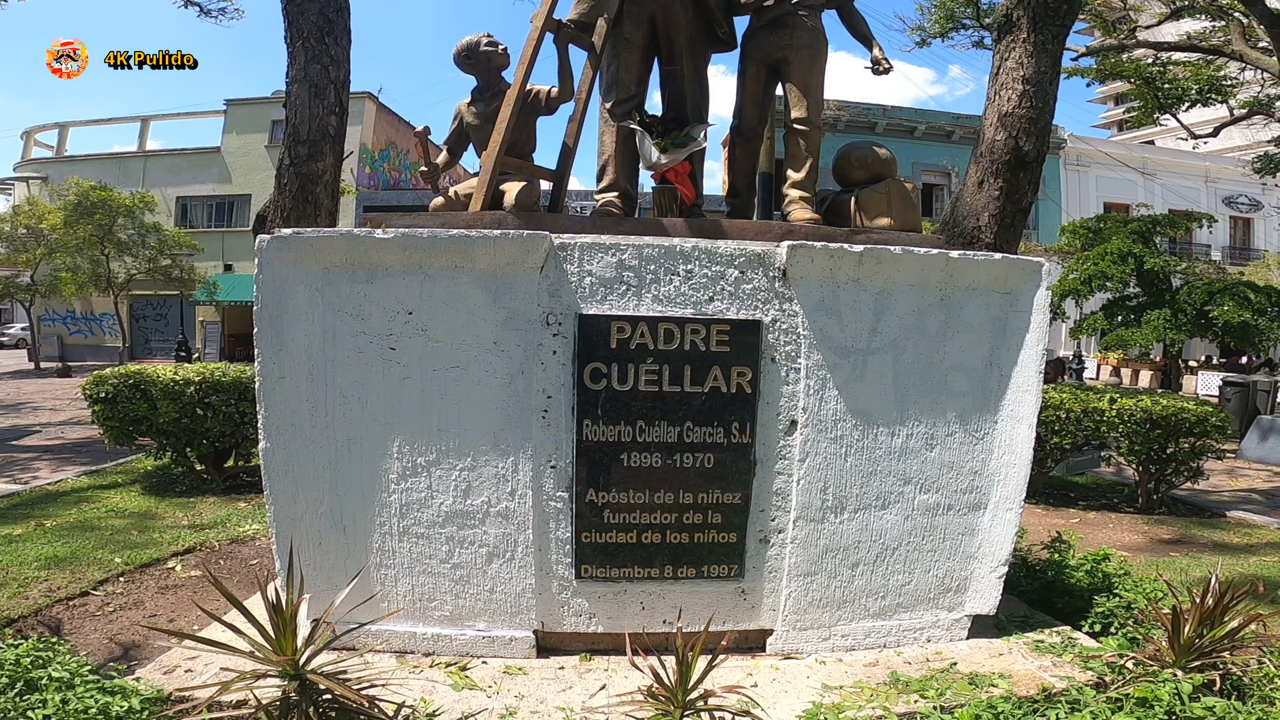 4K Pulido
PADRE
CUÉLLAR
Roberto Cuéllar García, S.J.
1896-1970
Apóstol de la niñez
fundador de la
ciudad de los niños
Diciembre 8 de 1997